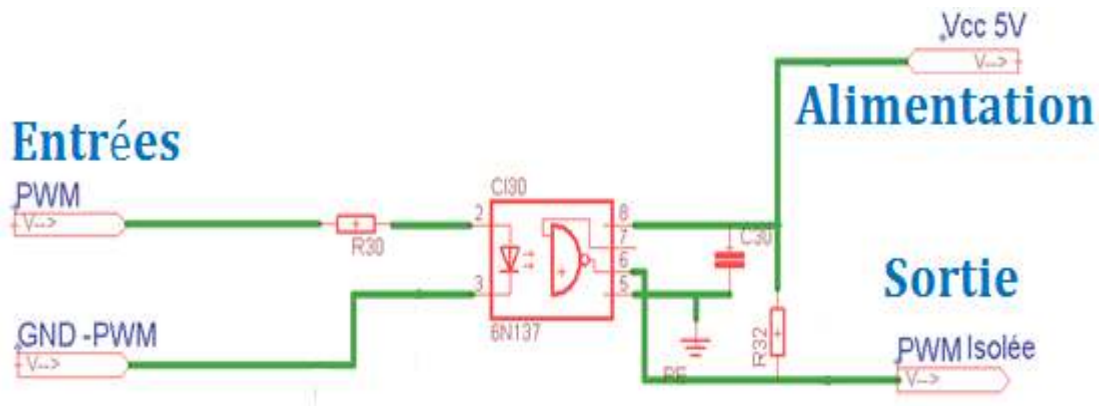 Vcc 5V
V-->
Alimentation
Entrées
PWM
V-->
CI30
2
8
R30
7
C30
6
3
5
6N137
Sortie
GND -PWM
V-->
R32
PE
PWM Isolée
V-->